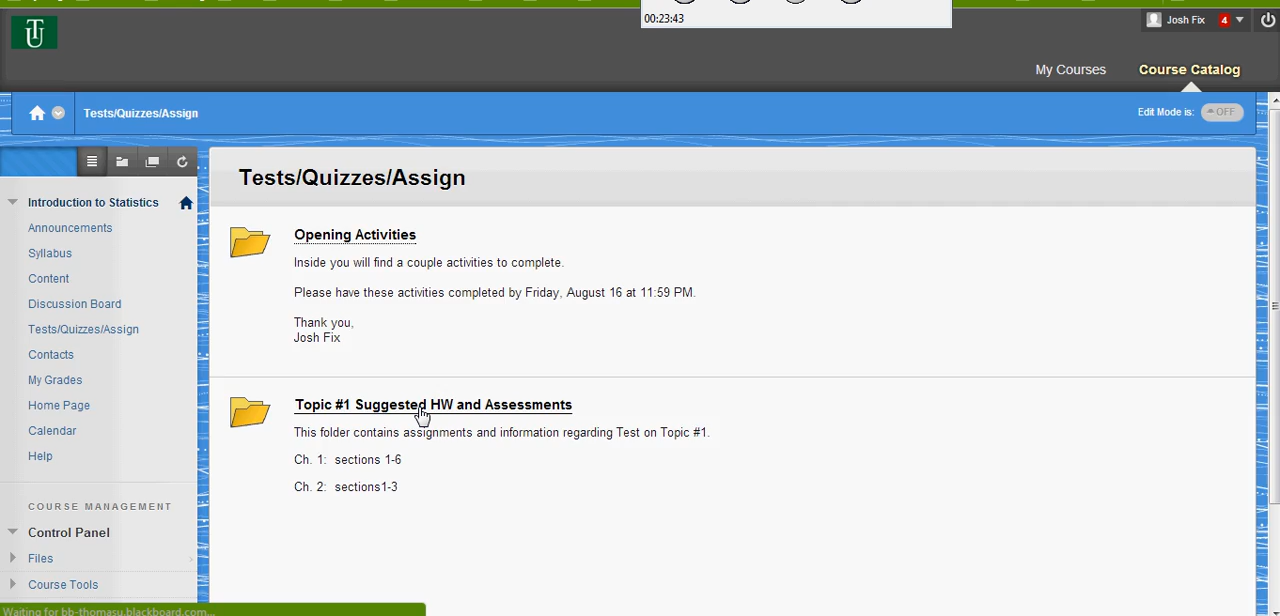 00:23:43
TU
Josh Fix 4
My Courses Course Catalog
Tests/Quizzes/Assign
Edit Mode is: OFF
Tests/Quizzes/Assign
Introduction to Statistics
Announcements
Syllabus
Content
Discussion Board
Tests/Quizzes/Assign
Contacts
My Grades
Home Page
Calendar
Help
COURSE MANAGEMENT
Control Panel
Files
Course Tools
Opening Activities
Inside you will find a couple activities to complete.
Please have these activities completed by Friday, August 16 at 11:59 PM.
Thank you,
Josh Fix
Topic #1 Suggested HW and Assessments
This folder contains assignments and information regarding Test on Topic #1.
Ch. 1: sections 1-6
Ch. 2: sections1-3
Waiting for bb-thomasu.blackboard.com...